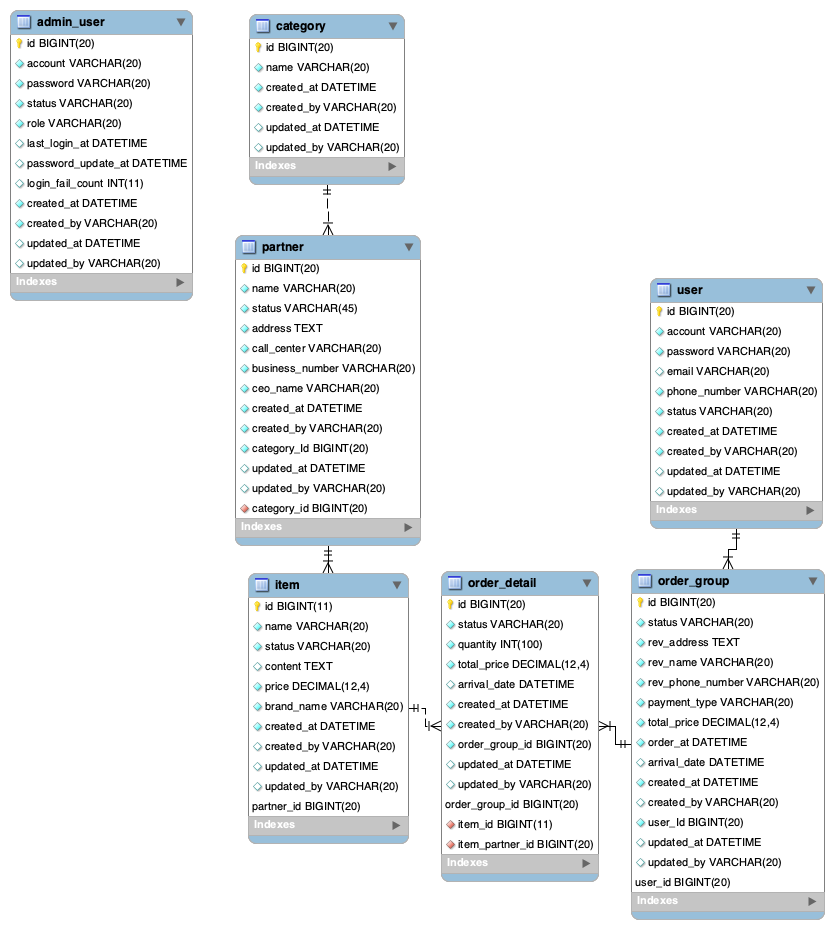 admin_user
id BIGINT(20)
account VARCHAR(20)
password VARCHAR(20)
status VARCHAR(20)
role VARCHAR(20)
last_login_at DATETIME
password_update_at DATETIME
login_fail_count INT(11)
created_at DATETIME
created_by VARCHAR(20)
updated_at DATETIME
updated_by VARCHAR(20)
Indexes
category
id BIGINT(20)
name VARCHAR(20)
created_at DATETIME
created_by VARCHAR(20)
updated_at DATETIME
updated_by VARCHAR(20)
Indexes
partner
id BIGINT(20)
name VARCHAR(20)
status VARCHAR(45)
address TEXT
call_center VARCHAR(20)
business_number VARCHAR(20)
ceo_name VARCHAR(20)
created_at DATETIME
created_by VARCHAR(20)
category_Id BIGINT(20)
updated_at DATETIME
updated_by VARCHAR(20)
category_id BIGINT(20)
Indexes
user
id BIGINT(20)
account VARCHAR(20)
password VARCHAR(20)
email VARCHAR(20)
phone_number VARCHAR(20)
status VARCHAR(20)
created_at DATETIME
created_by VARCHAR(20)
updated_at DATETIME
updated_by VARCHAR(20)
Indexes
item
id BIGINT(11)
name VARCHAR(20)
status VARCHAR(20)
content TEXT
price DECIMAL(12,4)
brand_name VARCHAR(20)
created_at DATETIME
created_by VARCHAR(20)
updated_at DATETIME
updated_by VARCHAR(20)
partner_id BIGINT(20)
Indexes
order_detail
id BIGINT(20)
status VARCHAR(20)
quantity INT(100)
total_price DECIMAL(12,4)
arrival_date DATETIME
created_at DATETIME
created_by VARCHAR(20)
order_group_id BIGINT(20)
updated_at DATETIME
updated_by VARCHAR(20)
order_group_id BIGINT(20)
item_id BIGINT(11)
item_partner_id BIGINT(20)
Indexes
order_group
id BIGINT(20)
status VARCHAR(20)
rev_address TEXT
rev_name VARCHAR(20)
rev_phone_number VARCHAR(20)
payment_type VARCHAR(20)
total_price DECIMAL(12,4)
order_at DATETIME
arrival_date DATETIME
created_at DATETIME
created_by VARCHAR(20)
user_Id BIGINT(20)
updated_at DATETIME
updated_by VARCHAR(20)
user_id BIGINT(20)
Indexes